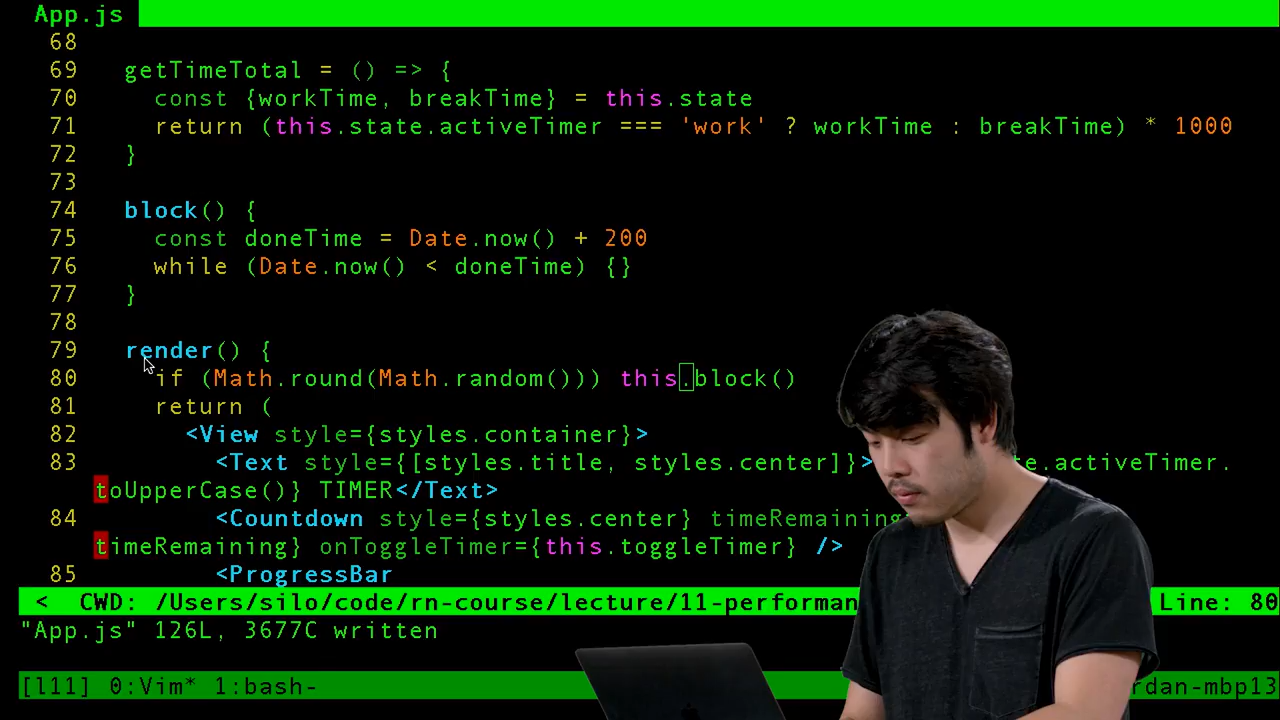 App.js
68
69 getTimeTotal = () => {
70 const {workTime, breakTime} = this.state
71 return (this.state.activeTimer === 'work' ? workTime : breakTime) * 1000
72 }
73
74 block() {
75 const doneTime = Date.now() + 200
76 while (Date.now() < doneTime) {}
77 }
78
79 render() {
80 if (Math.round(Math.random())) this.block()
81 return (
82 <View style={styles.container}>
83 <Text style={[styles.title, styles.center]}> e.activeTimer.
toUpperCase()} TIMER</Text>
84 <Countdown style={styles.center} timeRemaining
timeRemaining} onToggleTimer={this.toggleTimer} />
85 <ProgressBar
< CWD: /Users/silo/code/rn-course/lecture/11-performan Line: 80
"App.js" 126L, 3677C written
[l11] 0:Vim* 1:bash- rdan-mbp13